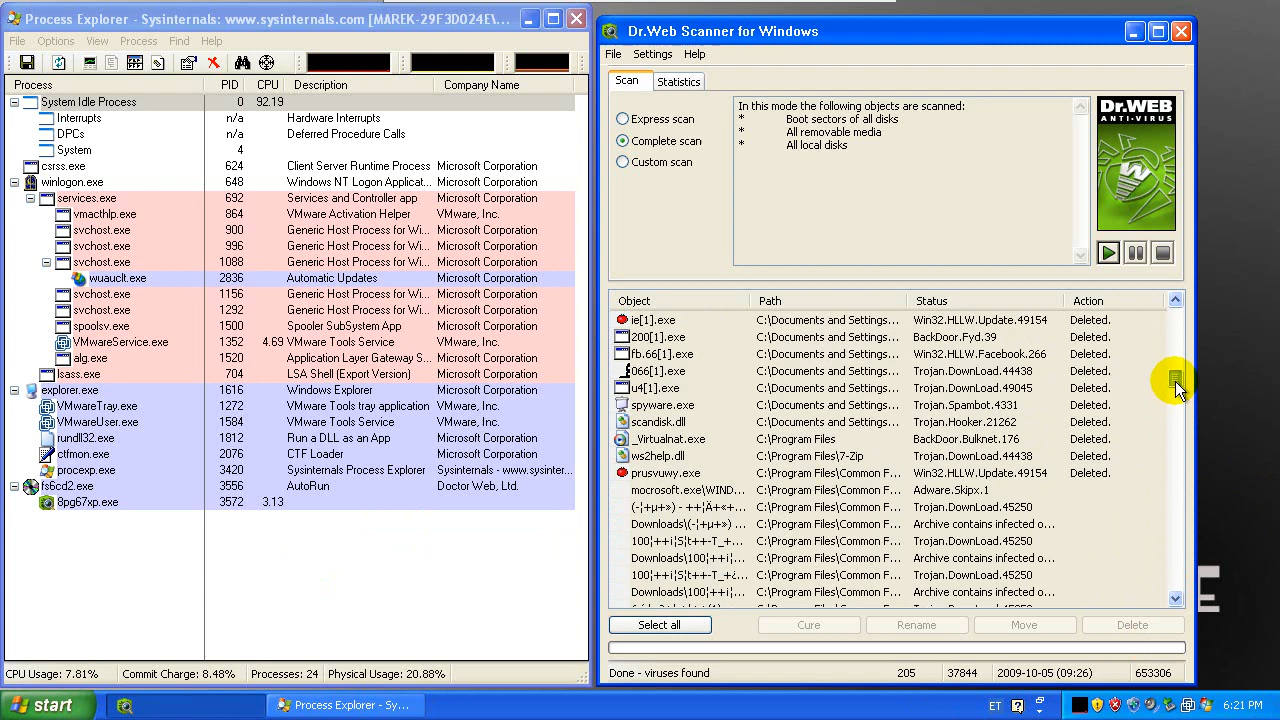 Process Explorer - Sysinternals: www.sysinternals.com [MAREK-29F3D024E\V...
File Options View Process Find Help
Process PID CPU Description Company Name
System Idle Process 0 92.19
Interrupts n/a Hardware Interrupts
DPCs n/a Deferred Procedure Calls
System 4
csrss.exe 624 Client Server Runtime Process Microsoft Corporation
winlogon.exe 648 Windows NT Logon Applicat... Microsoft Corporation
services.exe 692 Services and Controller app Microsoft Corporation
vmacthlp.exe 864 VMware Activation Helper VMware, Inc.
svchost.exe 900 Generic Host Process for Wi... Microsoft Corporation
svchost.exe 996 Generic Host Process for Wi... Microsoft Corporation
svchost.exe 1088 Generic Host Process for Wi... Microsoft Corporation
wuauclt.exe 2836 Automatic Updates Microsoft Corporation
svchost.exe 1156 Generic Host Process for Wi... Microsoft Corporation
svchost.exe 1292 Generic Host Process for Wi... Microsoft Corporation
spoolsv.exe 1500 Spooler SubSystem App Microsoft Corporation
VMwareService.exe 1352 4.69 VMware Tools Service VMware, Inc.
alg.exe 1520 Application Layer Gateway S... Microsoft Corporation
lsass.exe 704 LSA Shell (Export Version) Microsoft Corporation
explorer.exe 1616 Windows Explorer Microsoft Corporation
VMwareTray.exe 1272 VMware Tools tray application VMware, Inc.
VMwareUser.exe 1584 VMware Tools Service VMware, Inc.
rundll32.exe 1812 Run a DLL as an App Microsoft Corporation
ctfmon.exe 2076 CTF Loader Microsoft Corporation
procexp.exe 3420 Sysinternals Process Explorer Sysinternals - www.sysinter...
fs6cd2.exe 3556 AutoRun Doctor Web, Ltd.
8pg67xp.exe 3572 3.13
CPU Usage: 7.81% Commit Charge: 8.48% Processes: 24 Physical Usage: 20.88%
Dr.Web Scanner for Windows
File Settings Help
Scan Statistics
Express scan
Complete scan
Custom scan
In this mode the following objects are scanned:
* Boot sectors of all disks
* All removable media
* All local disks
Dr.WEB
ANTI-VIRUS
Object Path Status Action
ie[1].exe C:\Documents and Settings... Win32.HLLW.Update.49154 Deleted.
200[1].exe C:\Documents and Settings... BackDoor.Fyd.39 Deleted.
fb.66[1].exe C:\Documents and Settings... Win32.HLLW.Facebook.266 Deleted.
066[1].exe C:\Documents and Settings... Trojan.DownLoad.44438 Deleted.
u4[1].exe C:\Documents and Settings... Trojan.DownLoad.49045 Deleted.
spyware.exe C:\Documents and Settings... Trojan.Spambot.4331 Deleted.
scandisk.dll C:\Documents and Settings... Trojan.Hooker.21262 Deleted.
_Virtualnat.exe C:\Program Files BackDoor.Bulknet.176 Deleted.
ws2help.dll C:\Program Files\7-Zip Trojan.DownLoad.44438 Deleted.
prusvuwy.exe C:\Program Files\Common F... Win32.HLLW.Update.49154 Deleted.
mocrosoft.exe\WIND... C:\Program Files\Common F... Adware.Skipx.1
(-¦+µ+») - ++¦Ä+«+... C:\Program Files\Common F... Trojan.DownLoad.45250
Downloads\(-¦+µ+») ... C:\Program Files\Common F... Archive contains infected o...
100¦++i¦S¦t++-T_+... C:\Program Files\Common F... Trojan.DownLoad.45250
Downloads\100¦++i¦... C:\Program Files\Common F... Archive contains infected o...
100¦++i¦S¦t++-T_+¿... C:\Program Files\Common F... Trojan.DownLoad.45250
Downloads\100¦++i¦... C:\Program Files\Common F... Archive contains infected o...
Select all Cure Rename Move Delete
Done - viruses found 205 37844 2009-10-05 (09:26) 653306
E
start Process Explorer - Sy... ET 6:21 PM